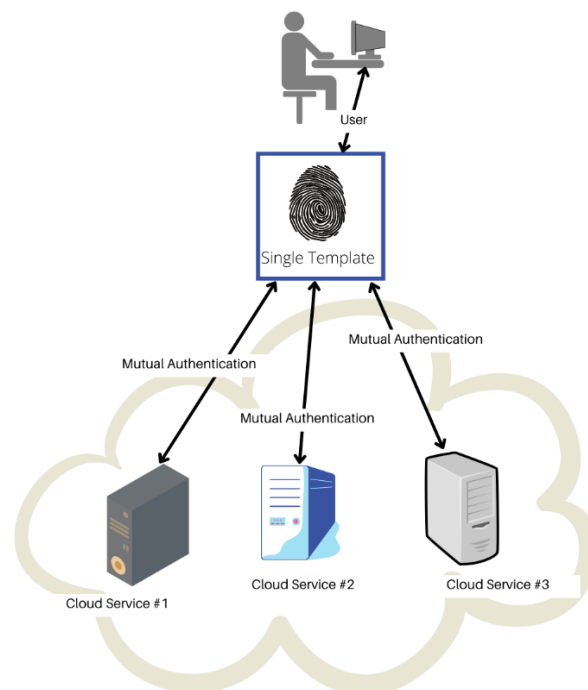 User
Single Template
Mutual Authentication
Mutual Authentication
Mutual Authentication
Cloud Service #1
Cloud Service #2
Cloud Service #3